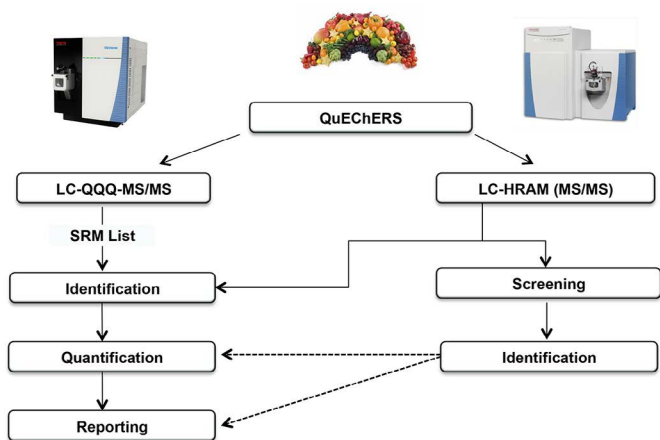 QuEChERS
LC-QQQ-MS/MS
LC-HRAM (MS/MS)
SRM List
Identification
Screening
Quantification
Identification
Reporting